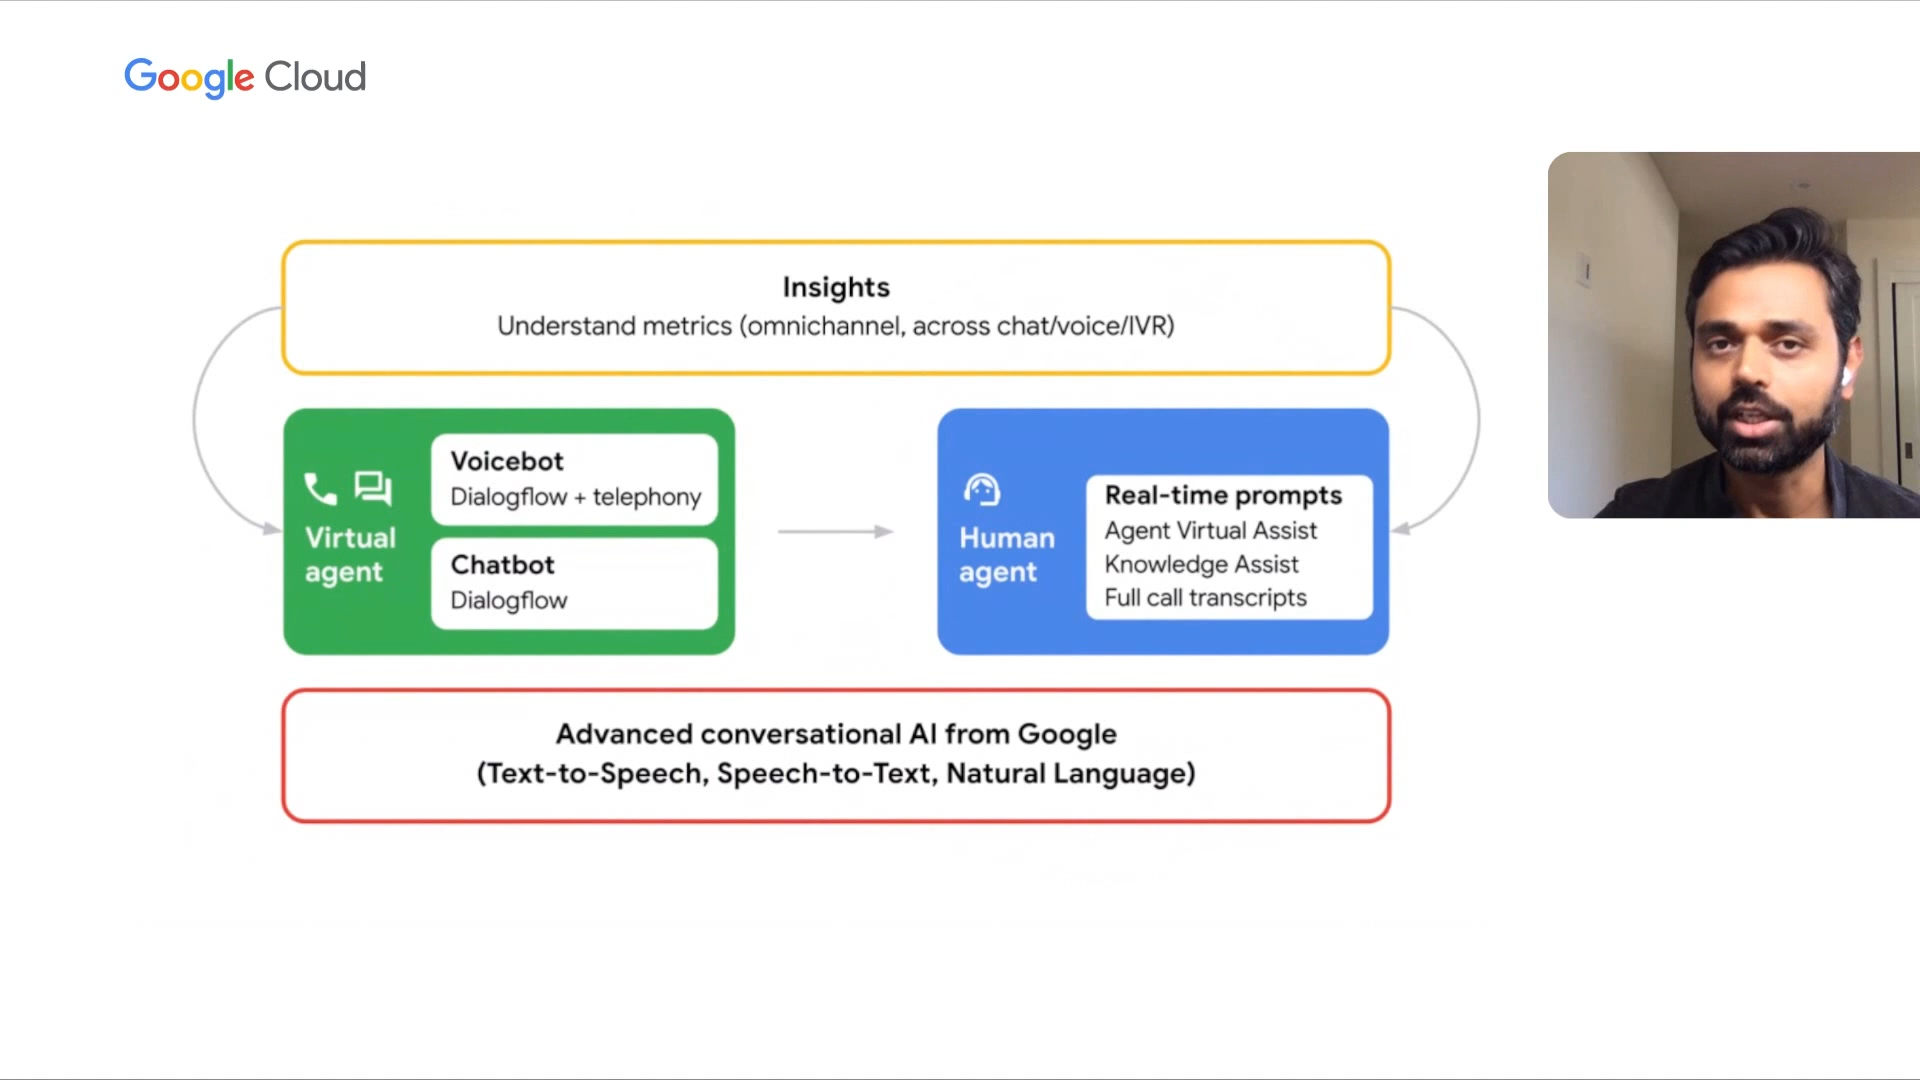 Google Cloud
Insights
Understand metrics (omnichannel, across chat/voice/IVR)
Virtual
agent
Voicebot
Dialogflow + telephony
Chatbot
Dialogflow
Human
agent
Real-time prompts
Agent Virtual Assist
Knowledge Assist
Full call transcripts
Advanced conversational AI from Google
(Text-to-Speech, Speech-to-Text, Natural Language)